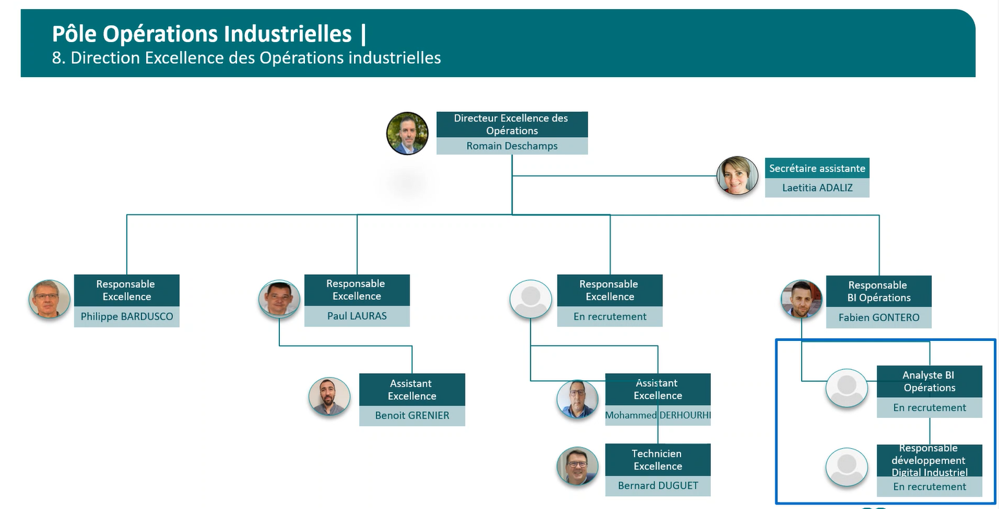 Pôle Opérations Industrielles |
8. Direction Excellence des Opérations industrielles
Directeur Excellence des
Opérations
Romain Deschamps
Secrétaire assistante
Laetitia ADALIZ
Responsable
Excellence
Philippe BARDUSCO
Responsable
Excellence
Paul LAURAS
Responsable
Excellence
En recrutement
Responsable
BI Opérations
Fabien GONTERO
Assistant
Excellence
Benoit GRENIER
Assistant
Excellence
Mohammed DERHOURHI
Technicien
Excellence
Bernard DUGUET
Analyste BI
Opérations
En recrutement
Responsable
développement
Digital Industriel
En recrutement